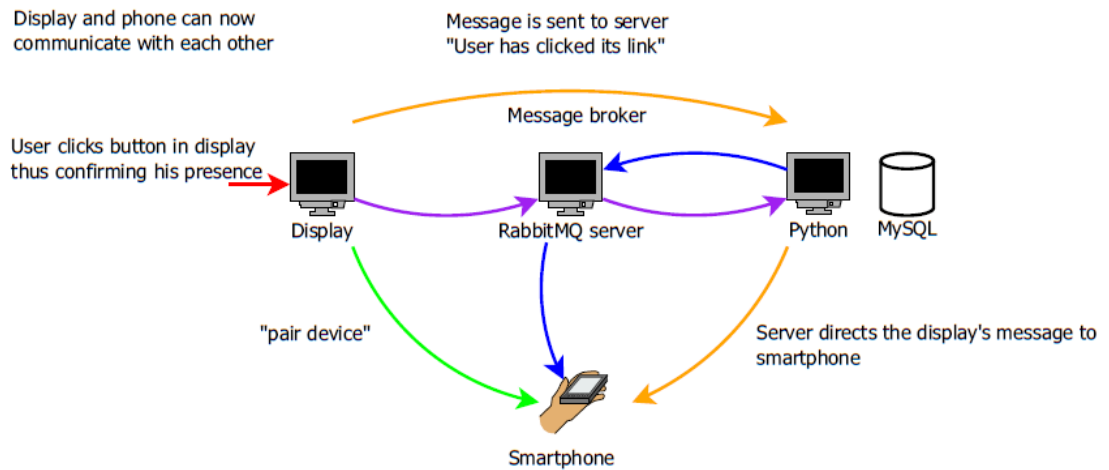 Display and phone can now
communicate with each other
Message is sent to server
"User has clicked its link"
Message broker
User clicks button in display
thus confirming his presence
Display
RabbitMQ server
Python
MySQL
"pair device"
Server directs the display's message to
smartphone
Smartphone